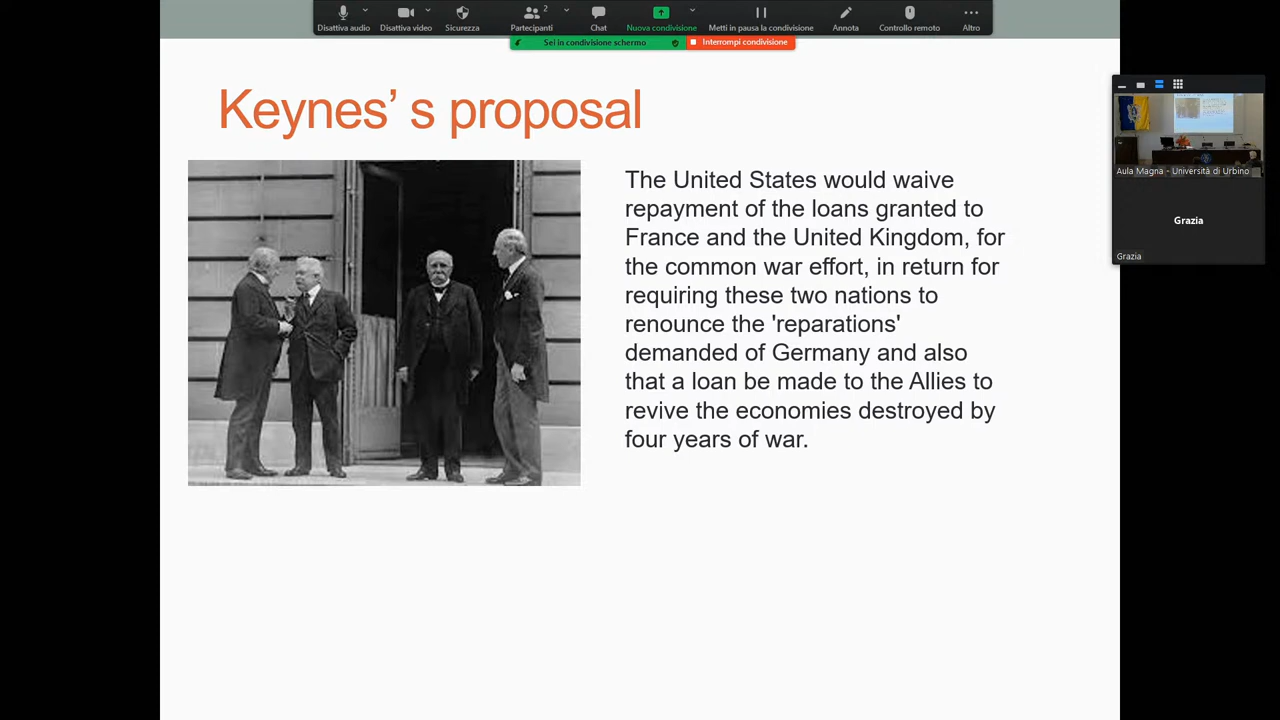 Disattiva audio
Disattiva video
Sicurezza
Partecipanti
2
Chat
Nuova condivisione
Metti in pausa la condivisione
Annota
Controllo remoto
Altro
Sei in condivisione schermo
Interrompi condivisione
Keynes’ s proposal
The United States would waive
repayment of the loans granted to
France and the United Kingdom, for
the common war effort, in return for
requiring these two nations to
renounce the 'reparations'
demanded of Germany and also
that a loan be made to the Allies to
revive the economies destroyed by
four years of war.
Aula Magna - Università di Urbino
Grazia
Grazia